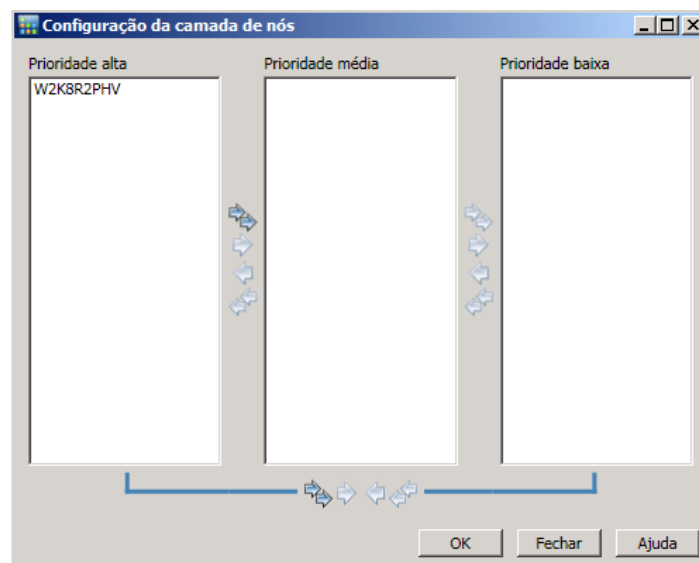 Configuração da camada de nós
Prioridade alta
Prioridade média
Prioridade baixa
W2K8R2PHV
OK
Fechar
Ajuda